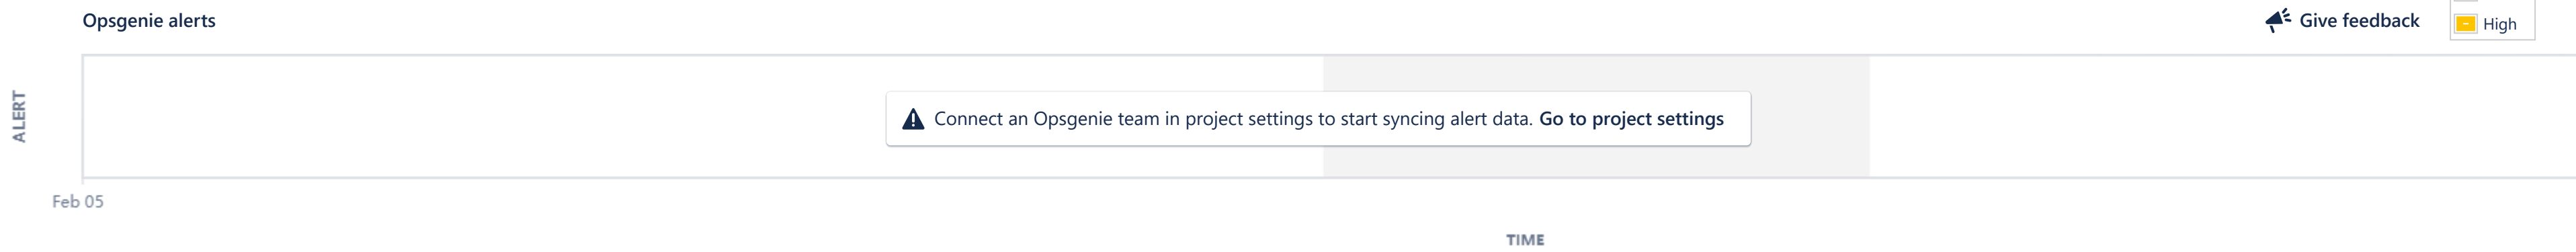 Opsgenie alerts
Give feedback
High
ALERT
Connect an Opsgenie team in project settings to start syncing alert data. Go to project settings
Feb 05
TIME